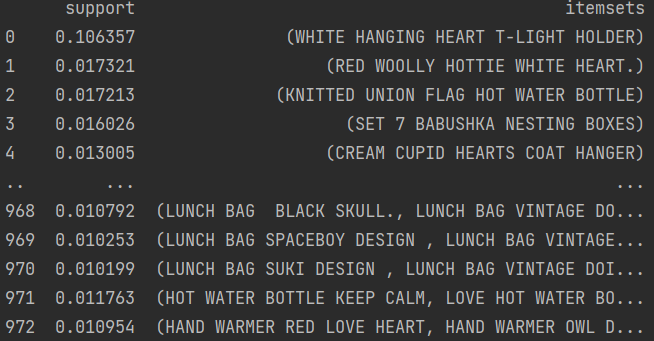 support itemsets
0 0.106357 (WHITE HANGING HEART T-LIGHT HOLDER)
1 0.017321 (RED WOOLLY HOTTIE WHITE HEART.)
2 0.017213 (KNITTED UNION FLAG HOT WATER BOTTLE)
3 0.016026 (SET 7 BABUSHKA NESTING BOXES)
4 0.013005 (CREAM CUPID HEARTS COAT HANGER)
.. ... ...
968 0.010792 (LUNCH BAG  BLACK SKULL., LUNCH BAG VINTAGE DO...
969 0.010253 (LUNCH BAG SPACEBOY DESIGN , LUNCH BAG VINTAGE...
970 0.010199 (LUNCH BAG SUKI DESIGN , LUNCH BAG VINTAGE DOI...
971 0.011763 (HOT WATER BOTTLE KEEP CALM, LOVE HOT WATER BO...
972 0.010954 (HAND WARMER RED LOVE HEART, HAND WARMER OWL D...